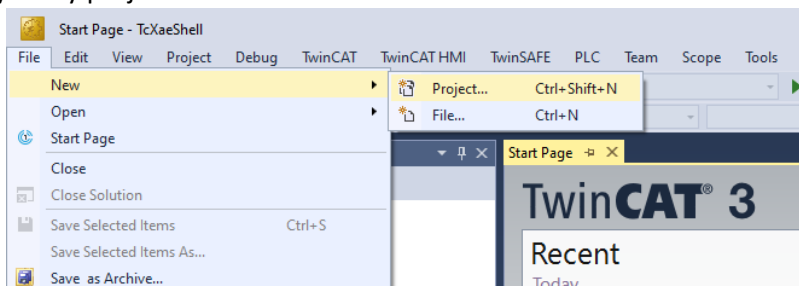 Start Page - TcXaeShell
File Edit View Project Debug TwinCAT TwinCAT HMI TwinSAFE PLC Team Scope Tools
New
Project... Ctrl+Shift+N
Open
File... Ctrl+N
Start Page
Start Page
Close
Close Solution
TwinCAT® 3
Save Selected Items Ctrl+S
Save Selected Items As...
Recent
Save as Archive...
Today